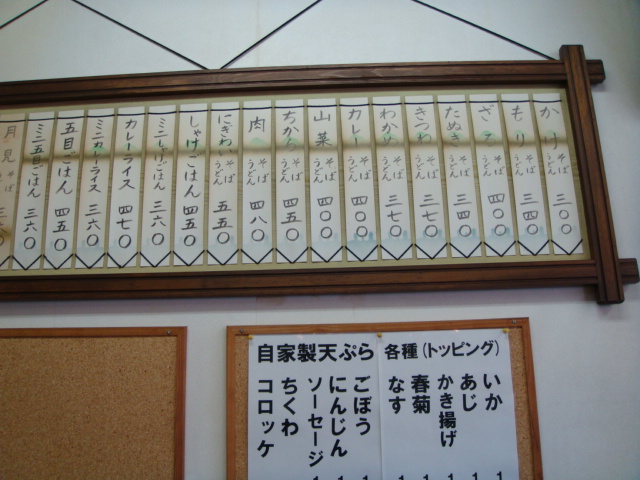 かけ そば うどん 三〇〇
もり そば うどん 三四〇
ざる そば うどん
たぬき そば うどん 三四〇
きつね そば うどん 三七〇
わかめ そば うどん 三七〇
カレー そば うどん 四〇〇
山菜 そば うどん 四〇〇
ちから そば うどん 四五〇
肉 そば うどん 四八〇
にぎわい そば うどん 五五〇
しゃけごはん 四五〇
ミニしゃけごはん 三六〇
カレーライス 四七〇
ミニカレーライス 三六〇
五目ごはん 四五〇
ミニ五目ごはん 三六〇
月見 そば
自家製天ぷら 各種(トッピング)
いか
あじ
かき揚げ
春菊
なす
ごぼう
にんじん
ソーセージ
ちくわ
コロッケ